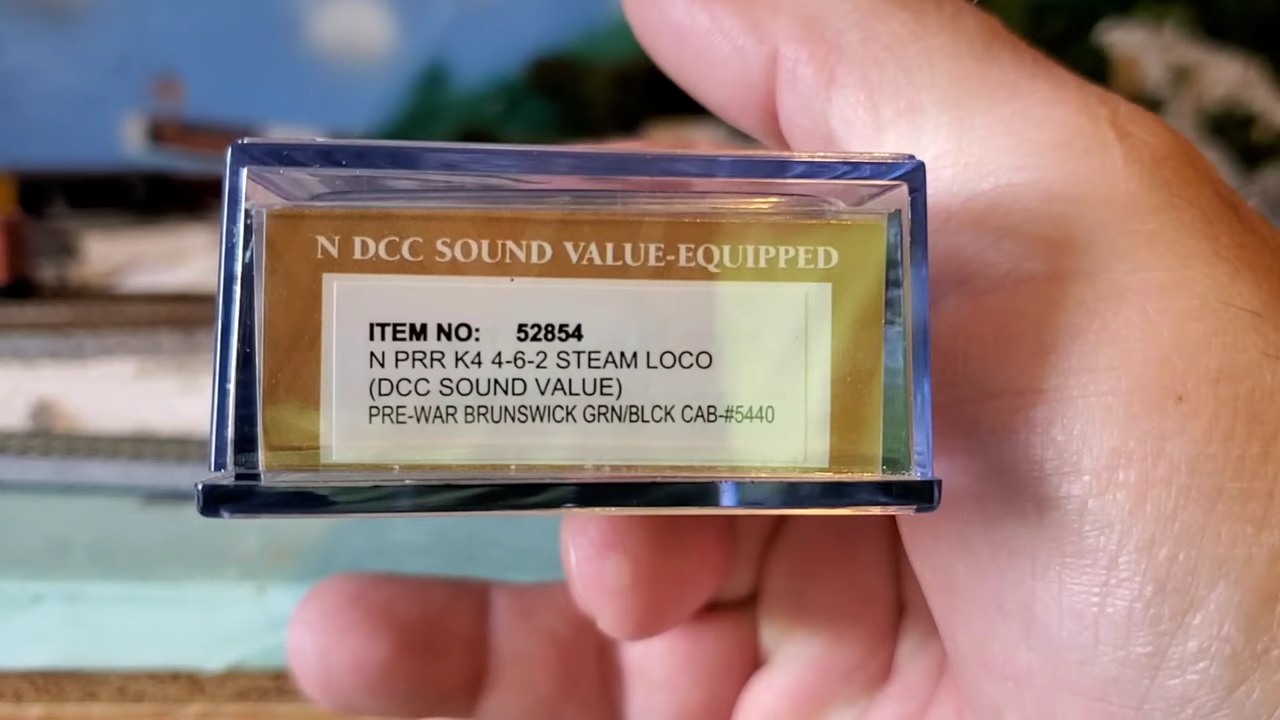 N DCC SOUND VALUE-EQUIPPED
ITEM NO: 52854
N PRR K4 4-6-2 STEAM LOCO
(DCC SOUND VALUE)
PRE-WAR BRUNSWICK GRN/BLCK CAB-#5440